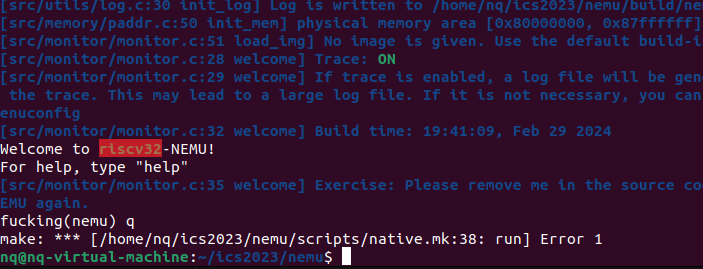 [src/utils/log.c:30 init_log] Log is written to /home/nq/ics2023/nemu/build/nem
[src/memory/paddr.c:50 init_mem] physical memory area [0x80000000, 0x87ffffff]
[src/monitor/monitor.c:51 load_img] No image is given. Use the default build-i
[src/monitor/monitor.c:28 welcome] Trace: ON
[src/monitor/monitor.c:29 welcome] If trace is enabled, a log file will be gen
the trace. This may lead to a large log file. If it is not necessary, you can
enuconfig
[src/monitor/monitor.c:32 welcome] Build time: 19:41:09, Feb 29 2024
Welcome to riscv32-NEMU!
For help, type "help"
[src/monitor/monitor.c:35 welcome] Exercise: Please remove me in the source co
EMU again.
fucking(nemu) q
make: *** [/home/nq/ics2023/nemu/scripts/native.mk:38: run] Error 1
nq@nq-virtual-machine:~/ics2023/nemu$